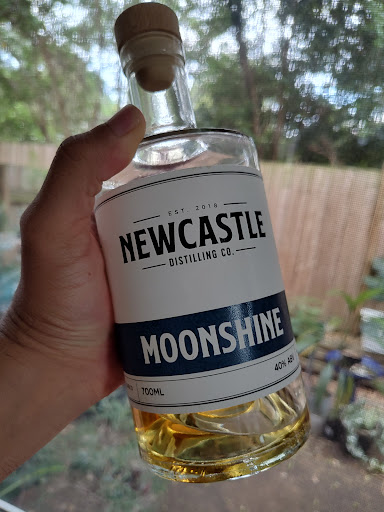 EST. 2019
NEWCASTLE
DISTILLING CO.
MOONSHINE
700ML
40% ABV